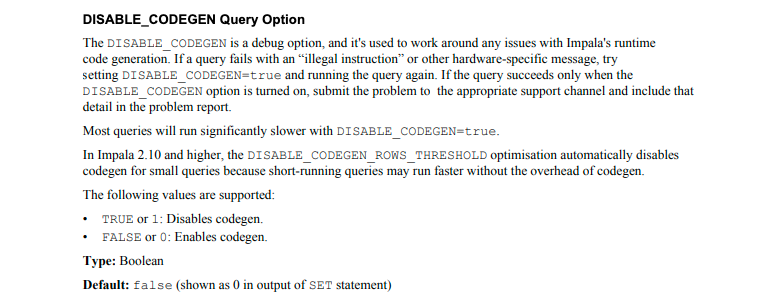 DISABLE_CODEGEN Query Option
The DISABLE_CODEGEN is a debug option, and it's used to work around any issues with Impala's runtime
code generation. If a query fails with an “illegal instruction” or other hardware-specific message, try
setting DISABLE_CODEGEN=true and running the query again. If the query succeeds only when the
DISABLE_CODEGEN option is turned on, submit the problem to the appropriate support channel and include that
detail in the problem report.
Most queries will run significantly slower with DISABLE_CODEGEN=true.
In Impala 2.10 and higher, the DISABLE_CODEGEN_ROWS_THRESHOLD optimisation automatically disables
codegen for small queries because short-running queries may run faster without the overhead of codegen.
The following values are supported:
• TRUE or 1: Disables codegen.
• FALSE or 0: Enables codegen.
Type: Boolean
Default: false (shown as 0 in output of SET statement)